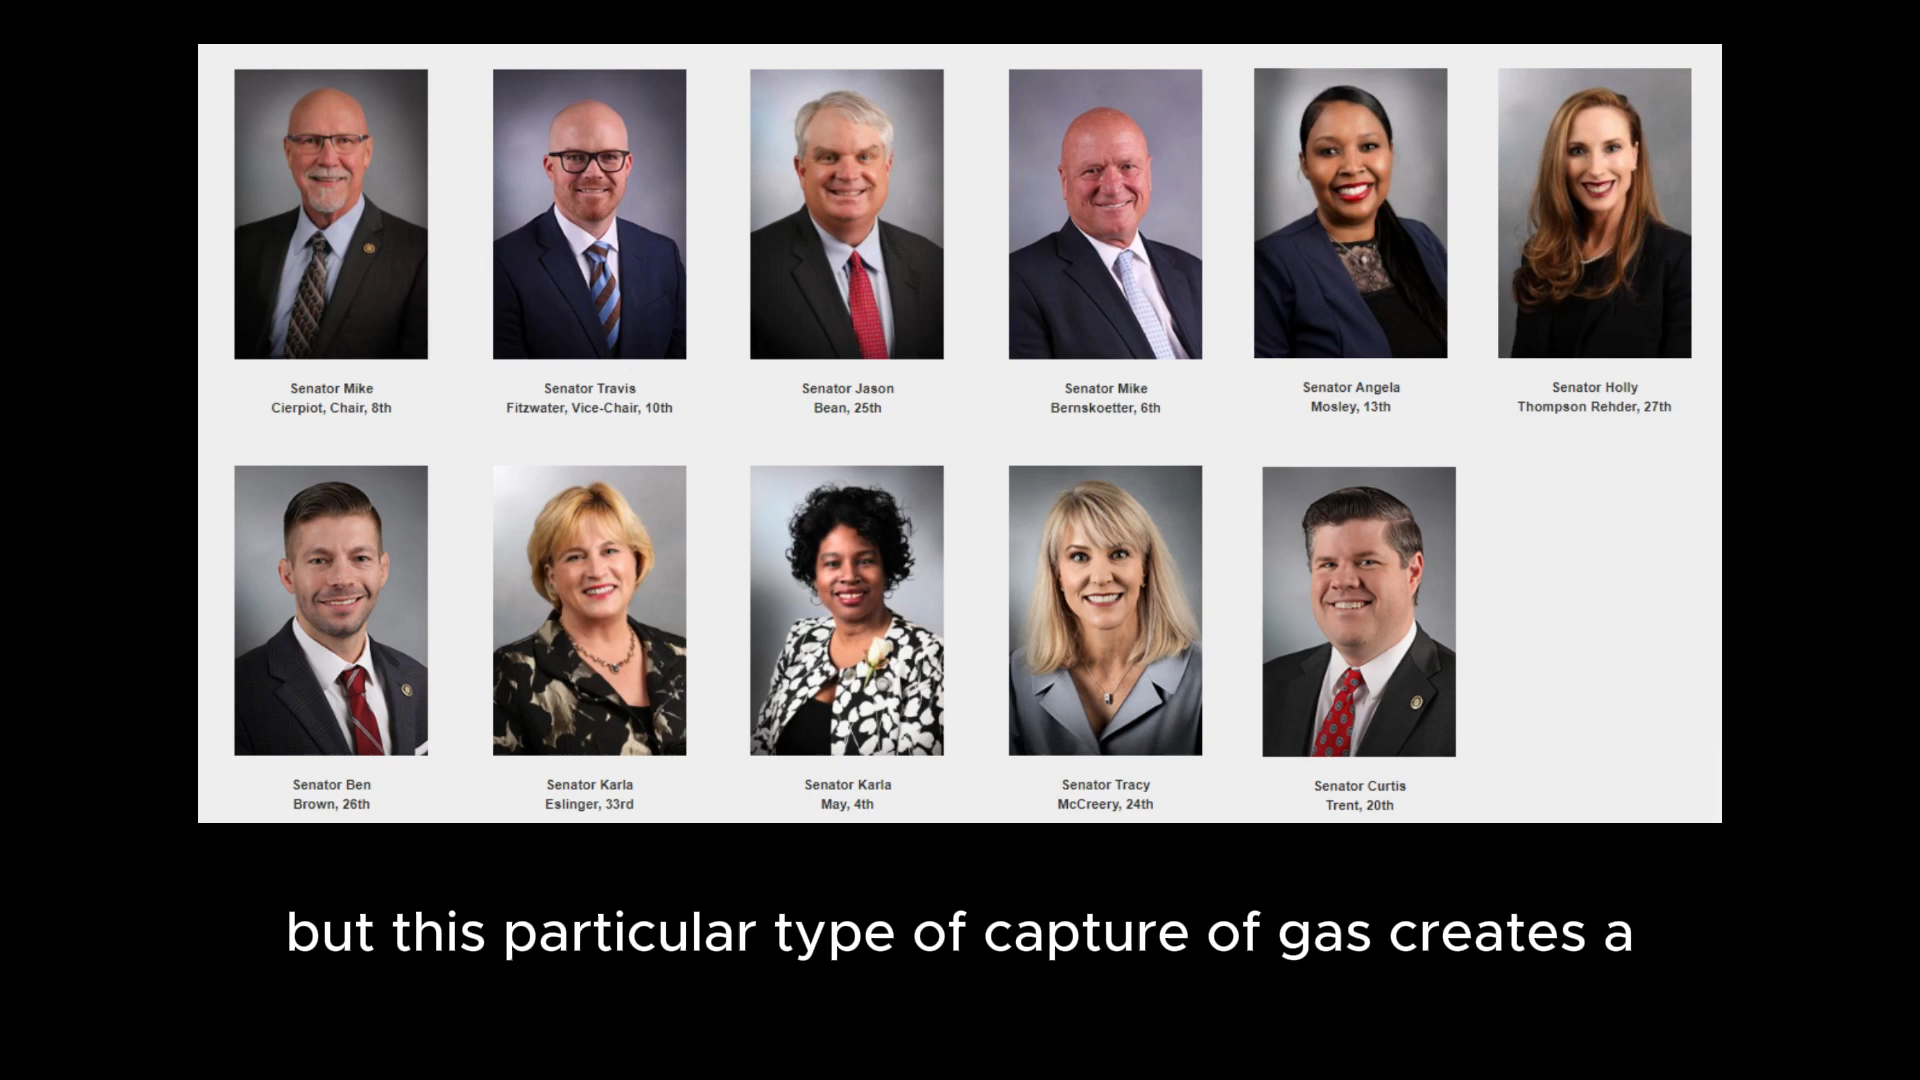 Senator Mike
Cierpiot, Chair, 8th
Senator Travis
Fitzwater, Vice-Chair, 10th
Senator Jason
Bean, 25th
Senator Mike
Bernskoetter, 6th
Senator Angela
Mosley, 13th
Senator Holly
Thompson Rehder, 27th
Senator Ben
Brown, 26th
Senator Karla
Eslinger, 33rd
Senator Karla
May, 4th
Senator Tracy
McCreery, 24th
Senator Curtis
Trent, 20th
but this particular type of capture of gas creates a